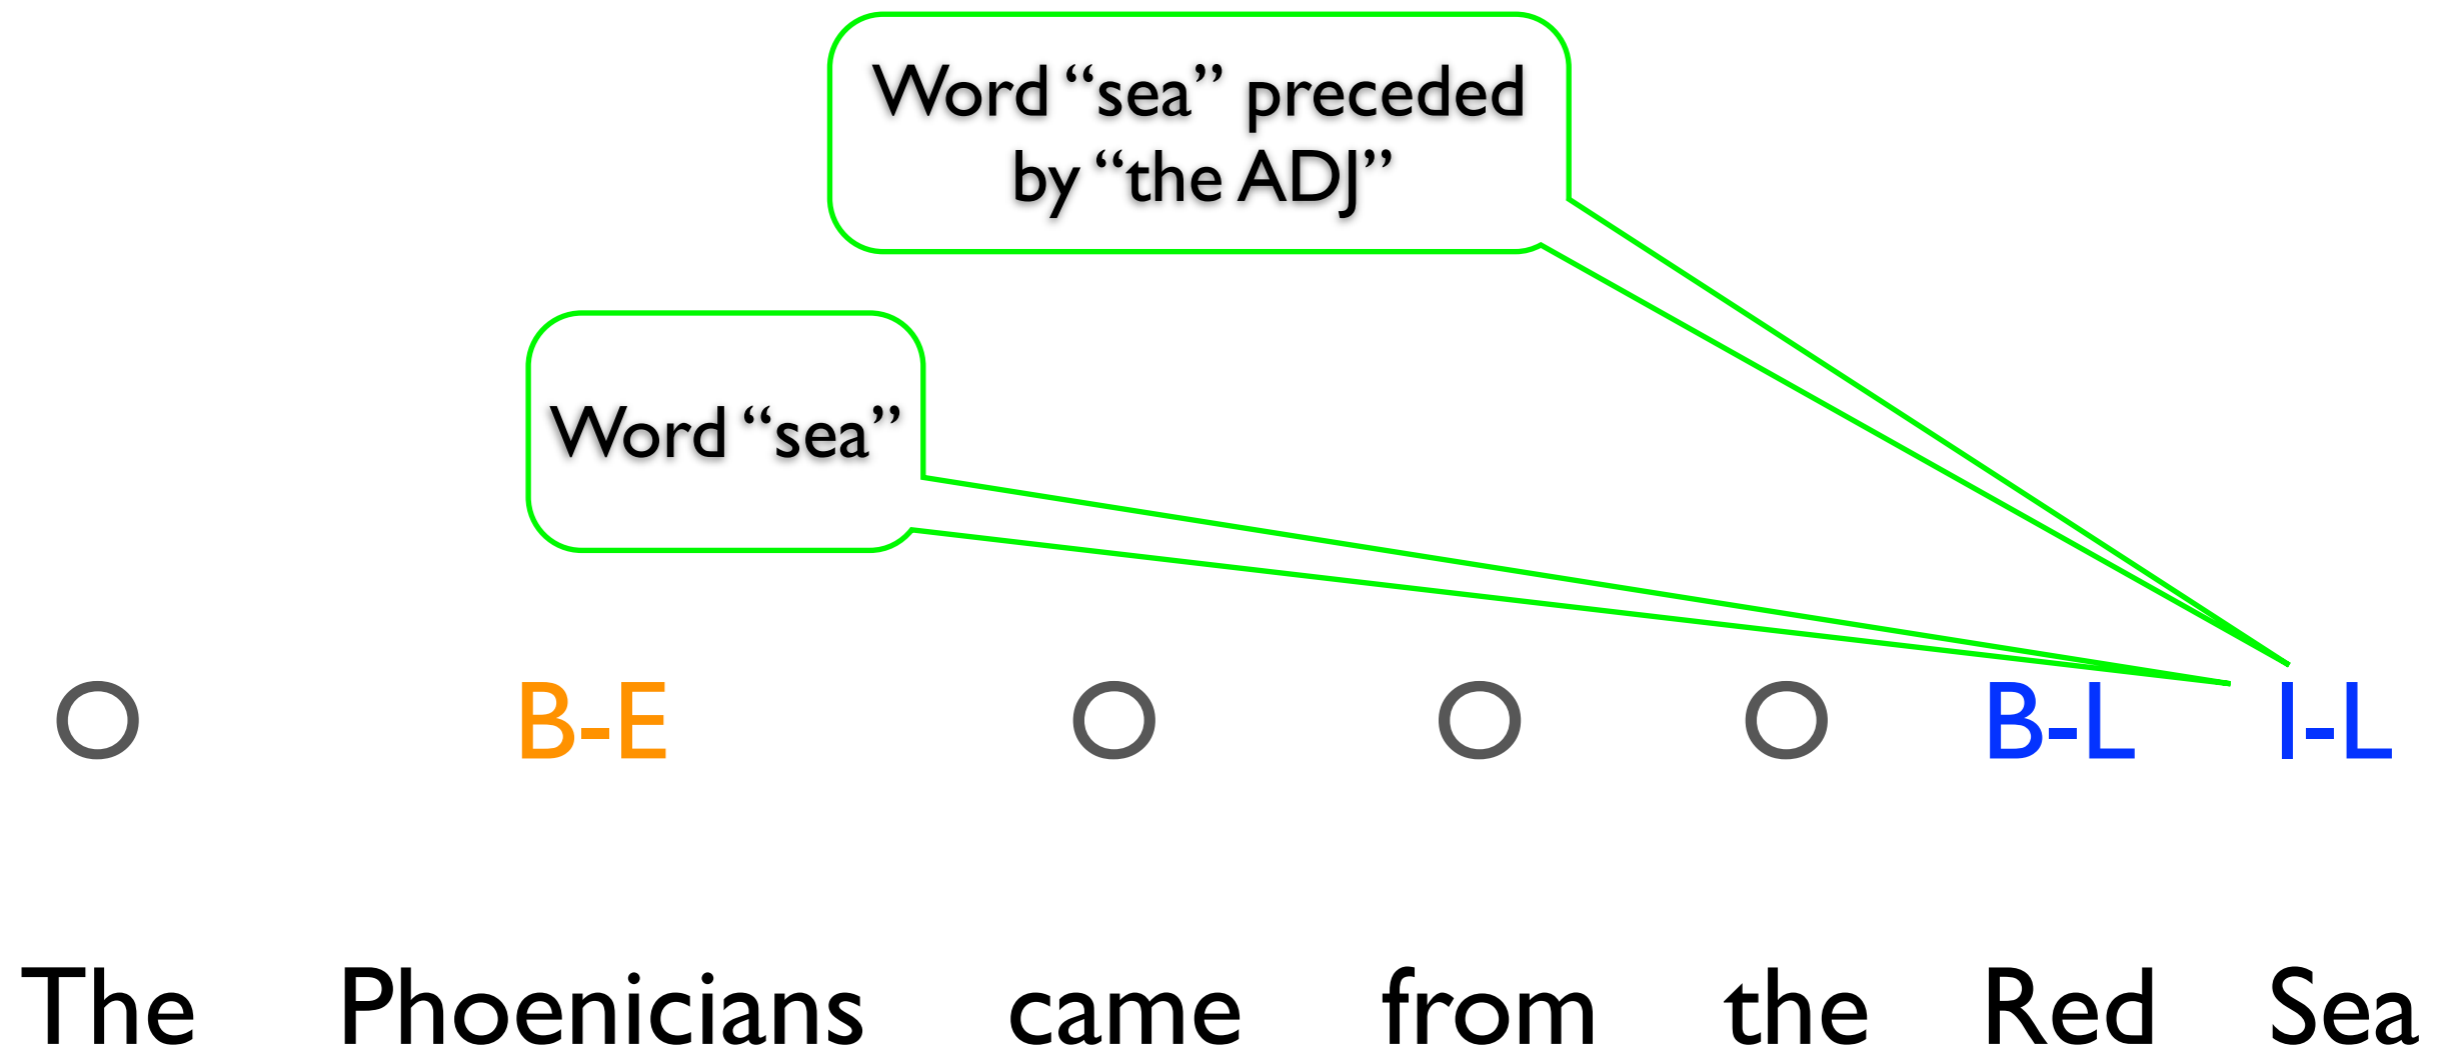 Word “sea” preceded
by “the ADJ”
Word “sea”
O B-E O O O B-L I-L
The Phoenicians came from the Red Sea